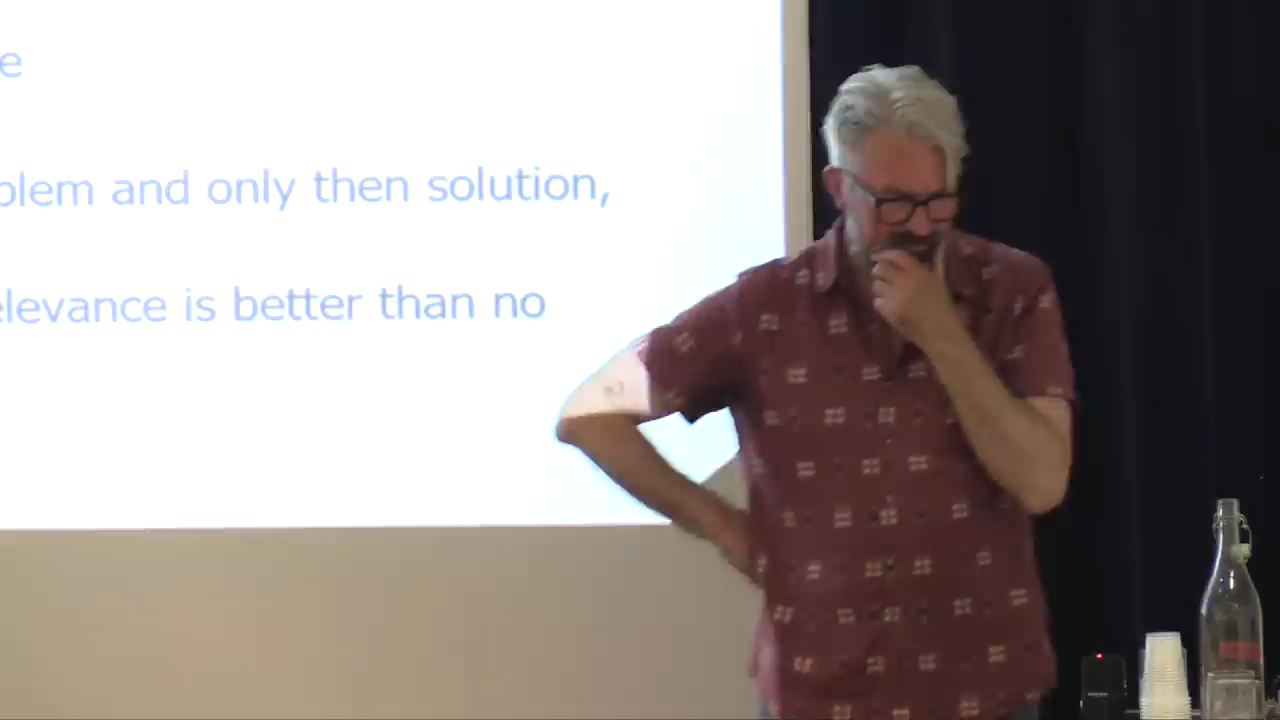 e
blem and only then solution,
elevance is better than no